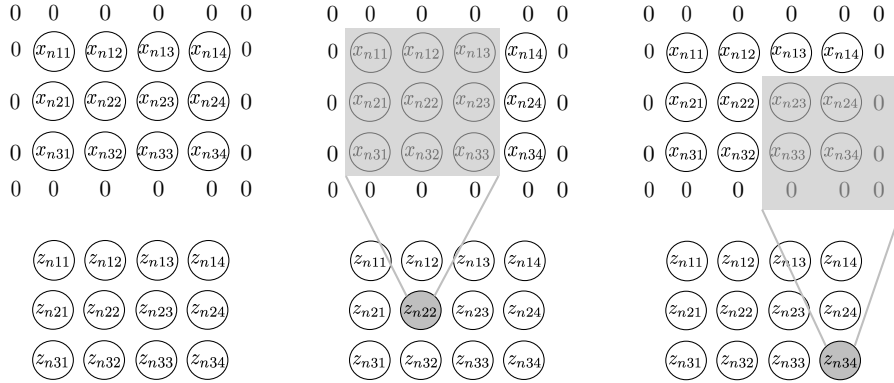 0 0 0 0 0 0
0 x_{n11} x_{n12} x_{n13} x_{n14} 0
0 x_{n21} x_{n22} x_{n23} x_{n24} 0
0 x_{n31} x_{n32} x_{n33} x_{n34} 0
0 0 0 0 0 0
z_{n11} z_{n12} z_{n13} z_{n14}
z_{n21} z_{n22} z_{n23} z_{n24}
z_{n31} z_{n32} z_{n33} z_{n34}
0 0 0 0 0 0
0 x_{n11} x_{n12} x_{n13} x_{n14} 0
0 x_{n21} x_{n22} x_{n23} x_{n24} 0
0 x_{n31} x_{n32} x_{n33} x_{n34} 0
0 0 0 0 0 0
z_{n11} z_{n12} z_{n13} z_{n14}
z_{n21} z_{n22} z_{n23} z_{n24}
z_{n31} z_{n32} z_{n33} z_{n34}
0 0 0 0 0 0
0 x_{n11} x_{n12} x_{n13} x_{n14} 0
0 x_{n21} x_{n22} x_{n23} x_{n24} 0
0 x_{n31} x_{n32} x_{n33} x_{n34} 0
0 0 0 0 0 0
z_{n11} z_{n12} z_{n13} z_{n14}
z_{n21} z_{n22} z_{n23} z_{n24}
z_{n31} z_{n32} z_{n33} z_{n34}